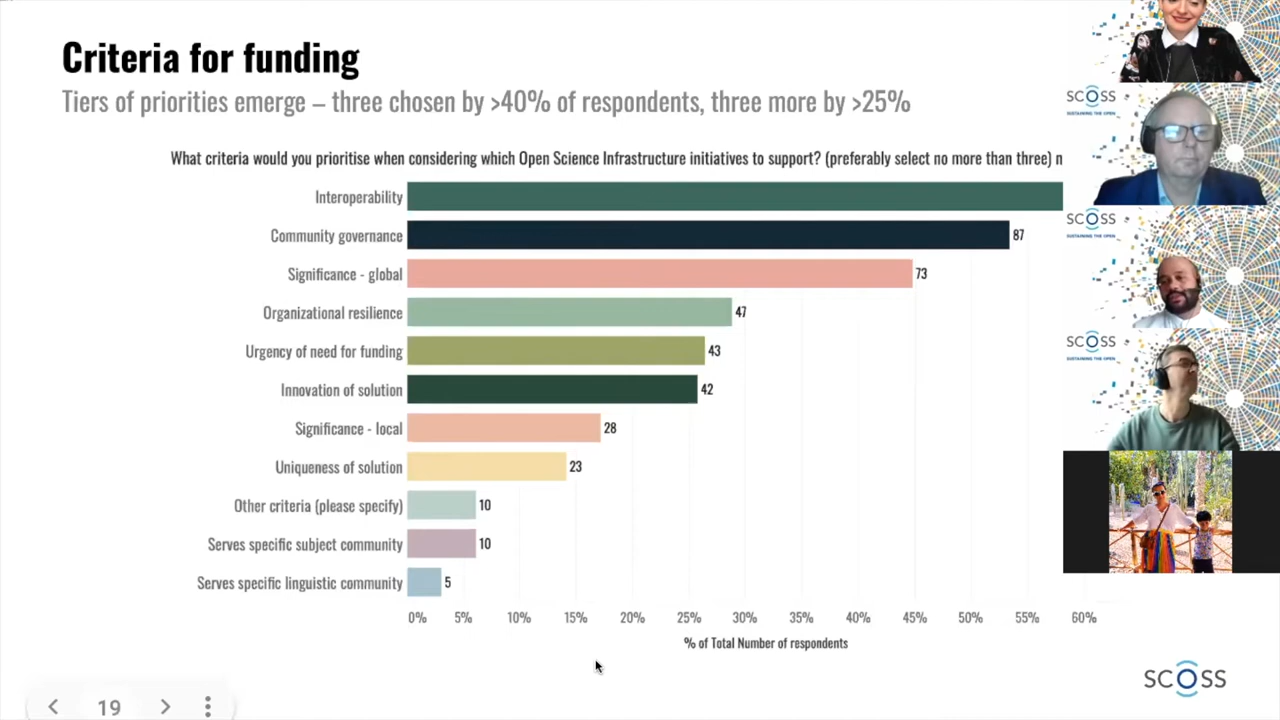 Criteria for funding
Tiers of priorities emerge – three chosen by >40% of respondents, three more by >25%
What criteria would you prioritise when considering which Open Science Infrastructure initiatives to support? (preferably select no more than three) n
Interoperability
Community governance 87
Significance - global 73
Organizational resilience 47
Urgency of need for funding 43
Innovation of solution 42
Significance - local 28
Uniqueness of solution 23
Other criteria (please specify) 10
Serves specific subject community 10
Serves specific linguistic community 5
0% 5% 10% 15% 20% 25% 30% 35% 40% 45% 50% 55% 60%
% of Total Number of respondents
19
SCOSS
SCOSS
SUSTAINING THE OPEN
SCOSS
SUSTAINING THE OPEN
SCOSS
SUSTAINING THE OPEN